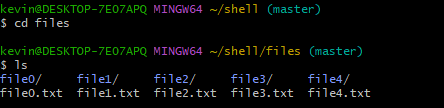 kevin@DESKTOP-7E07APQ MINGW64 ~/shell (master)
$ cd files
kevin@DESKTOP-7E07APQ MINGW64 ~/shell/files (master)
$ ls
file0/ file1/ file2/ file3/ file4/
file0.txt file1.txt file2.txt file3.txt file4.txt